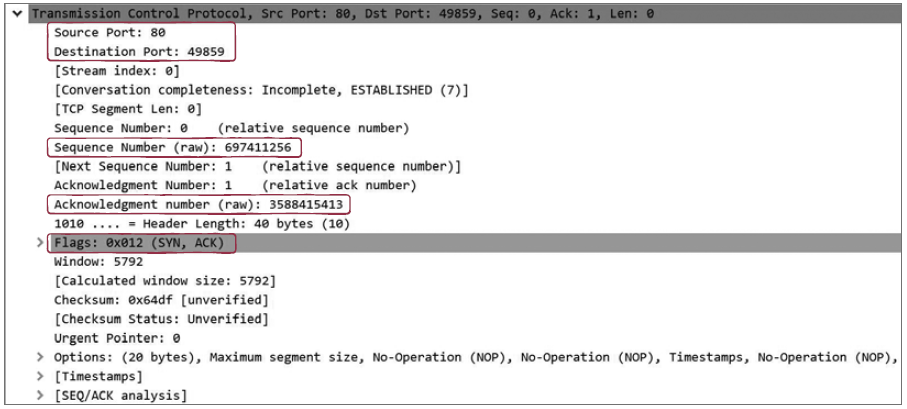 Transmission Control Protocol, Src Port: 80, Dst Port: 49859, Seq: 0, Ack: 1, Len: 0
Source Port: 80
Destination Port: 49859
[Stream index: 0]
[Conversation completeness: Incomplete, ESTABLISHED (7)]
[TCP Segment Len: 0]
Sequence Number: 0    (relative sequence number)
Sequence Number (raw): 697411256
[Next Sequence Number: 1    (relative sequence number)]
Acknowledgment Number: 1    (relative ack number)
Acknowledgment number (raw): 3588415413
1010 .... = Header Length: 40 bytes (10)
Flags: 0x012 (SYN, ACK)
Window: 5792
[Calculated window size: 5792]
Checksum: 0x64df [unverified]
[Checksum Status: Unverified]
Urgent Pointer: 0
Options: (20 bytes), Maximum segment size, No-Operation (NOP), No-Operation (NOP), Timestamps, No-Operation (NOP),
[Timestamps]
[SEQ/ACK analysis]